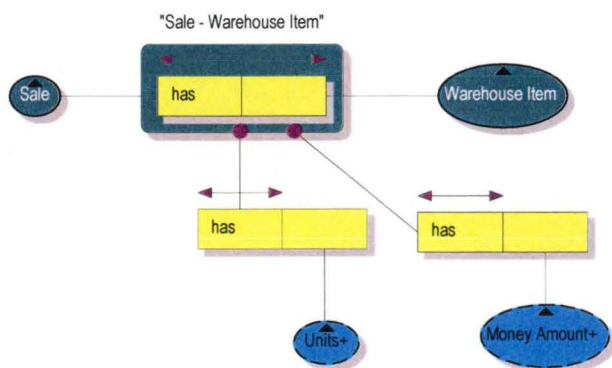 "Sale - Warehouse Item"
Sale
has
Warehouse Item
has
has
Units+
Money Amount+